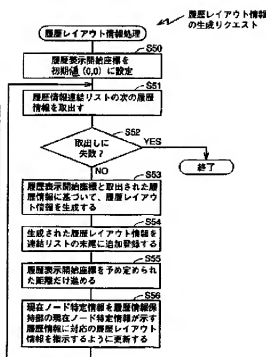 履歴レイアウト情報
の生成リクエスト
履歴レイアウト情報処理
S50
履歴表示開始座標を
初期値(0,0)に設定
S51
履歴情報連結リストの次の履歴
情報を取出す
S52
取出しに
失敗?
YES
終了
NO
S53
履歴表示開始座標と取出された履
歴情報に基づいて、履歴レイアウ
ト情報を生成する
S54
生成された履歴レイアウト情報を
連結リストの末尾に追加登録する
S55
履歴表示開始座標を予め定められ
た距離だけ進める
S56
現在ノード特定情報を履歴情報保
持部の現在ノード特定情報が示す
履歴情報に対応の履歴レイアウト
情報を指示するように更新する